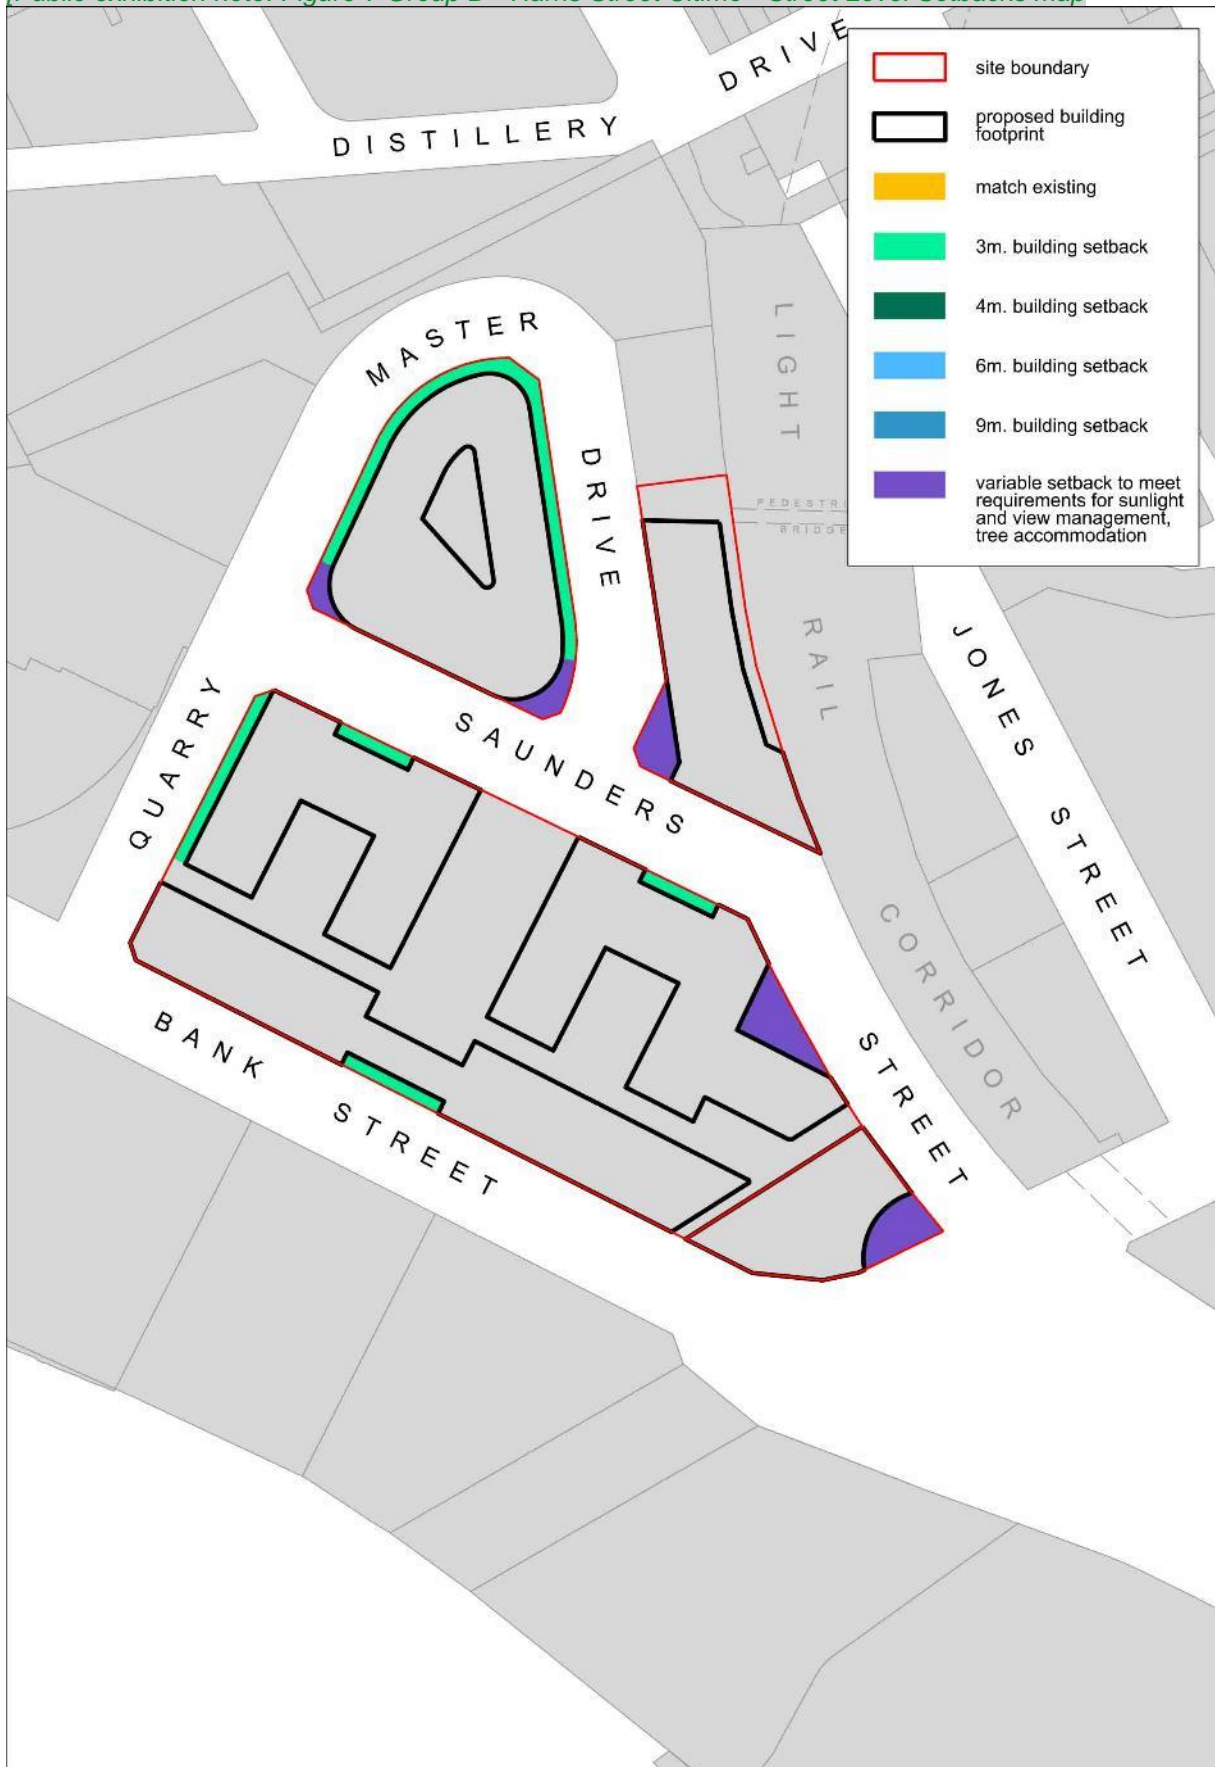 DISTILLERY DRIVE
site boundary
proposed building
footprint
match existing
3m. building setback
4m. building setback
6m. building setback
9m. building setback
variable setback to meet
requirements for sunlight
and view management,
tree accommodation
QUARRY MASTER DRIVE
LIGHT RAIL CORRIDOR
BRIDGE
JONES STREET
SAUNDERS STREET
BANK STREET